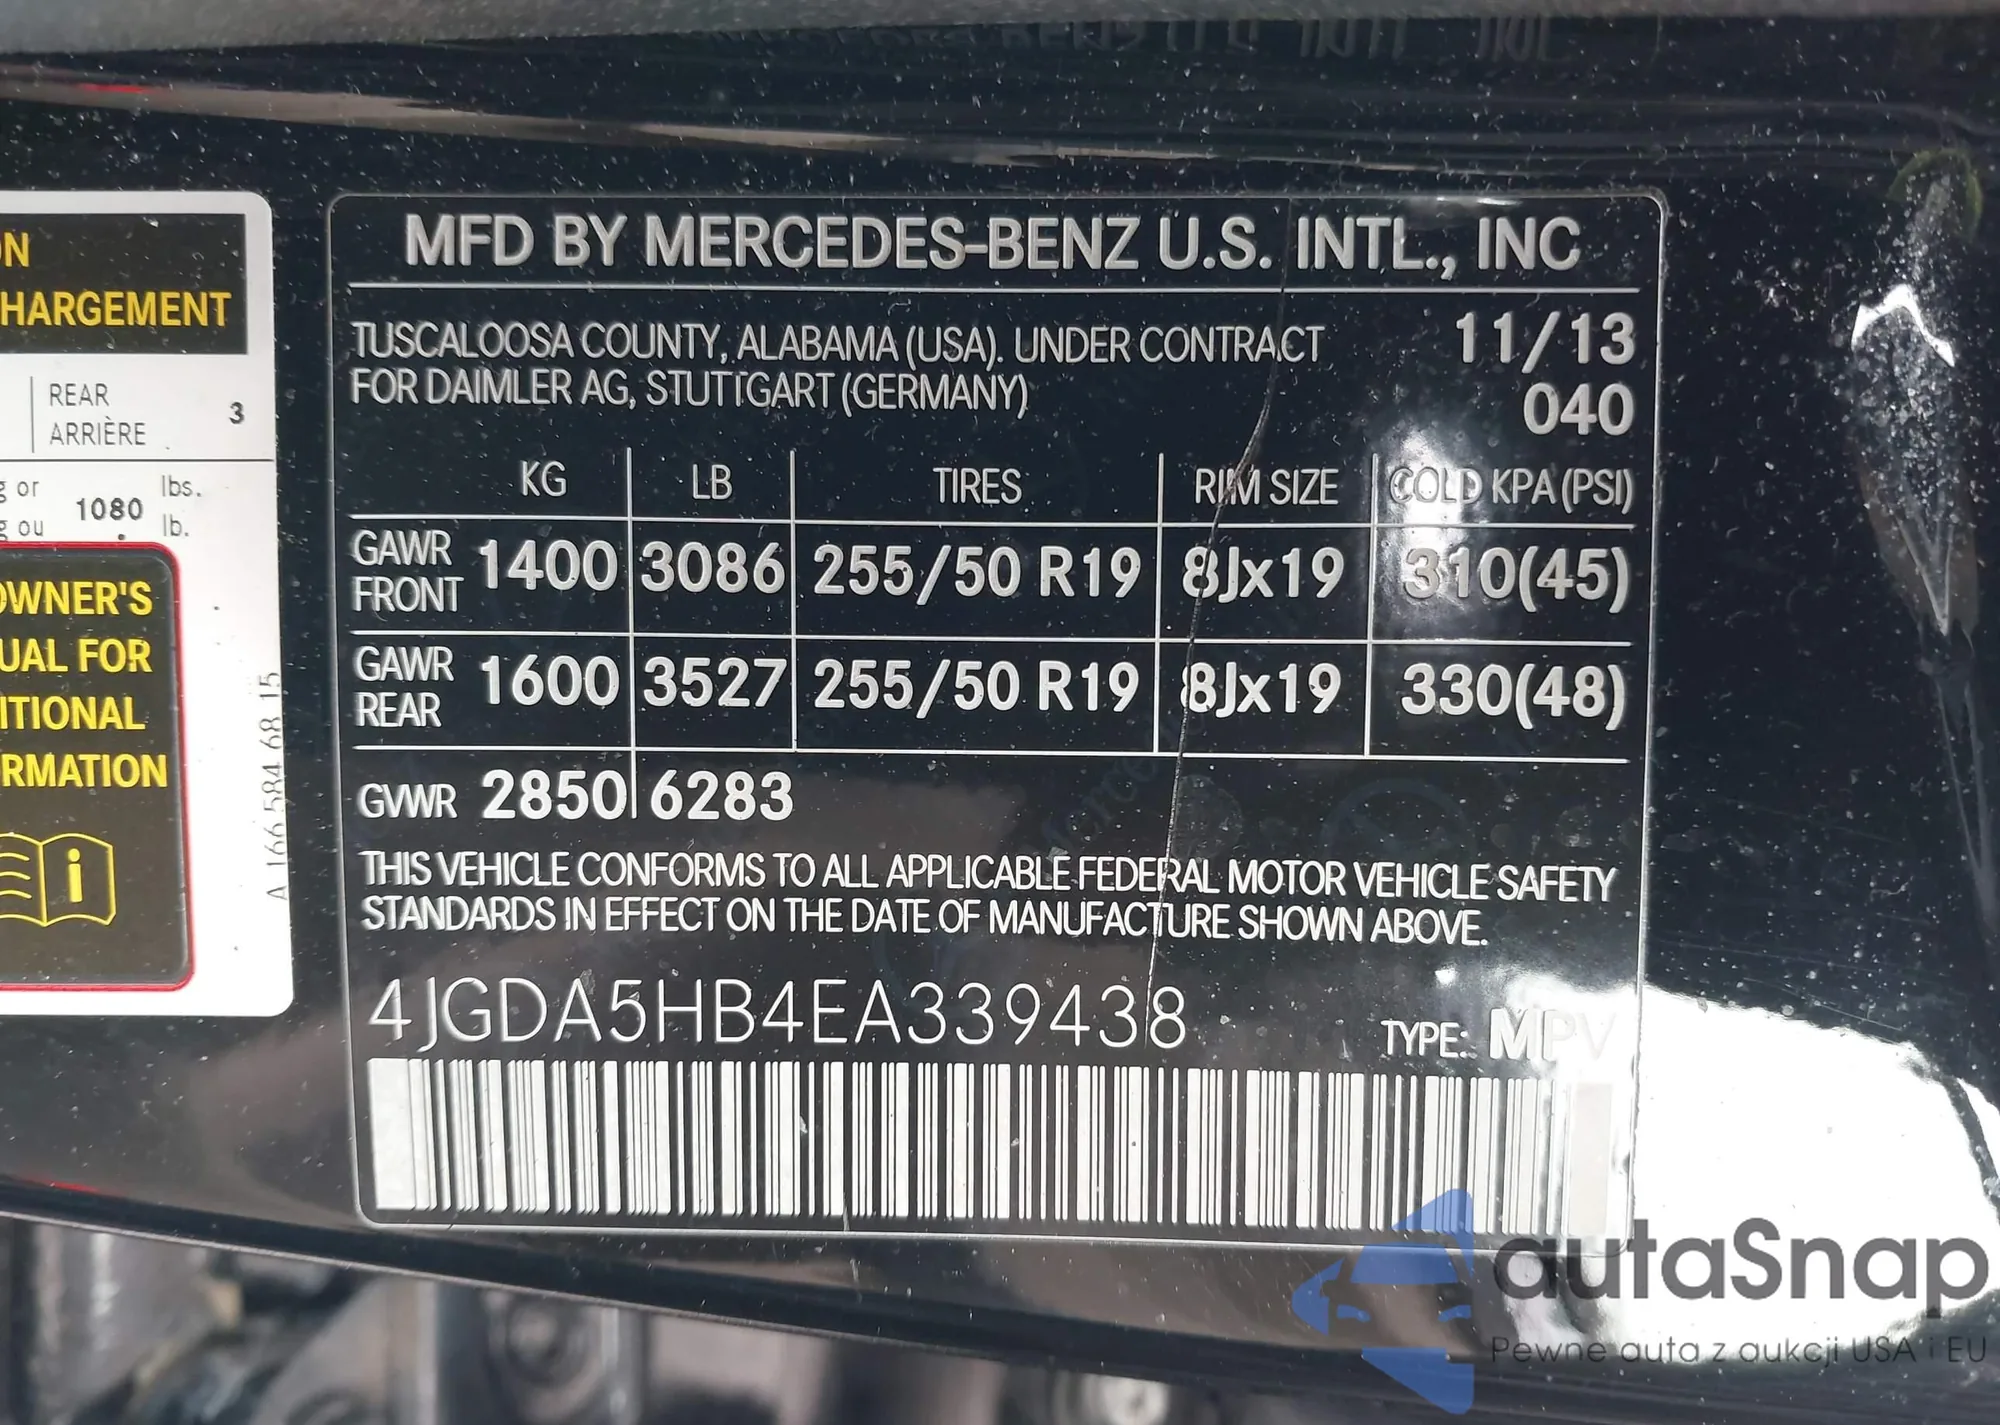 ON
HARGEMENT
REAR
ARRIÈRE
3
g or
g ou
1080
lbs.
lb.
OWNER'S
UAL FOR
ITIONAL
RMATION
A 166 584 68 15
MFD BY MERCEDES-BENZ U.S. INTL., INC
TUSCALOOSA COUNTY, ALABAMA (USA). UNDER CONTRACT
FOR DAIMLER AG, STUTTGART (GERMANY)
11/13
040
KG LB TIRES RIM SIZE COLD KPA (PSI)
GAWR
FRONT
1400 3086 255/50 R19 8Jx19 310(45)
GAWR
REAR
1600 3527 255/50 R19 8Jx19 330(48)
GVWR 2850 6283
THIS VEHICLE CONFORMS TO ALL APPLICABLE FEDERAL MOTOR VEHICLE SAFETY
STANDARDS IN EFFECT ON THE DATE OF MANUFACTURE SHOWN ABOVE.
4JGDA5HB4EA339438
TYPE: MPV
autaSnap
Pewne auta z aukcji USA i EU